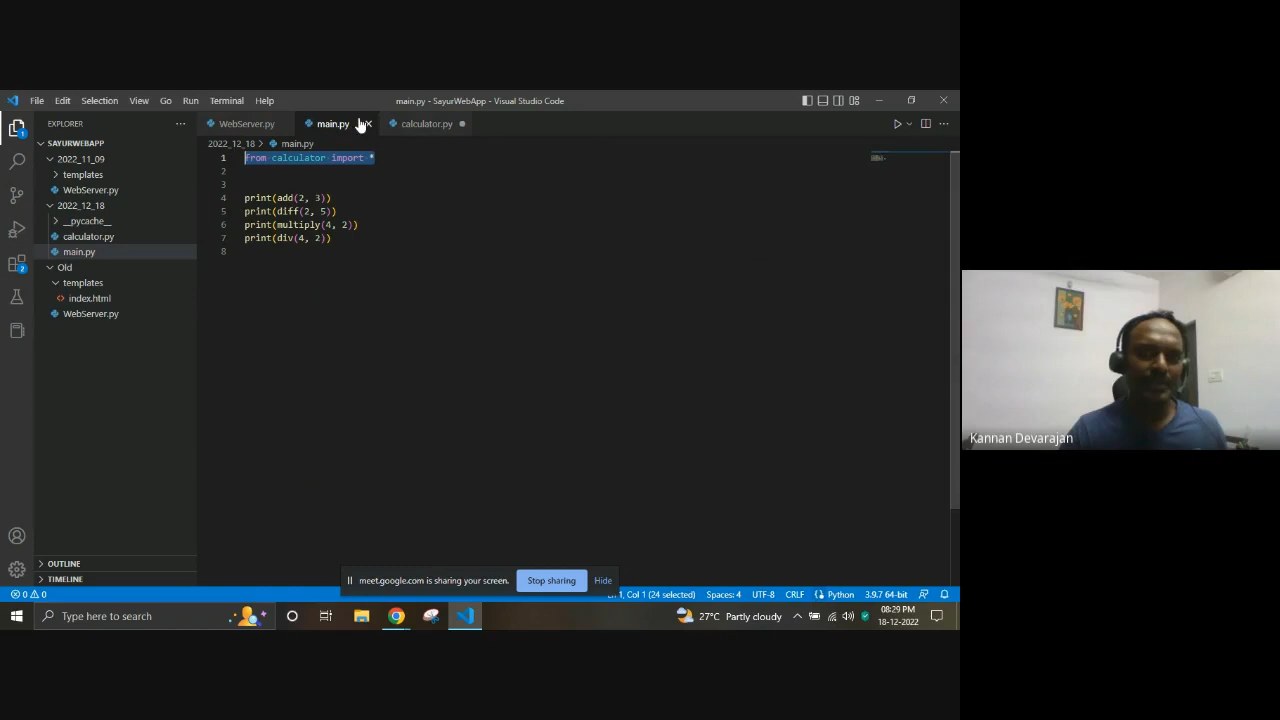 File Edit Selection View Go Run Terminal Help
main.py - SayurWebApp - Visual Studio Code
EXPLORER
WebServer.py
main.py
calculator.py
SAYURWEBAPP
2022_12_18 > main.py
2022_11_09
templates
WebServer.py
2022_12_18
__pycache__
calculator.py
main.py
Old
templates
index.html
WebServer.py
1 from calculator import *
2
3
4 print(add(2, 3))
5 print(diff(2, 5))
6 print(multiply(4, 2))
7 print(div(4, 2))
8
1
2
Kannan Devarajan
OUTLINE
TIMELINE
meet.google.com is sharing your screen. Stop sharing Hide
0 0
1, Col 1 (24 selected) Spaces: 4 UTF-8 CRLF Python 3.9.7 64-bit
Type here to search
27°C Partly cloudy
08:29 PM
18-12-2022